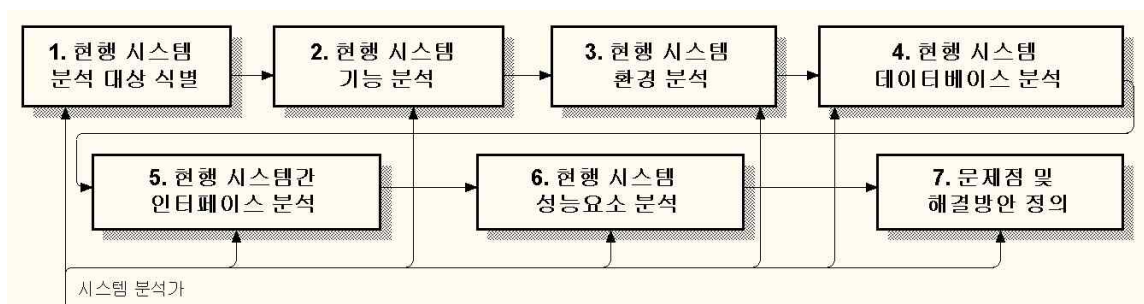 1. 현행 시스템
분석 대상 식별
2. 현행 시스템
기능 분석
3. 현행 시스템
환경 분석
4. 현행 시스템
데이터베이스 분석
5. 현행 시스템간
인터페이스 분석
6. 현행 시스템
성능요소 분석
7. 문제점 및
해결방안 정의
시스템 분석가